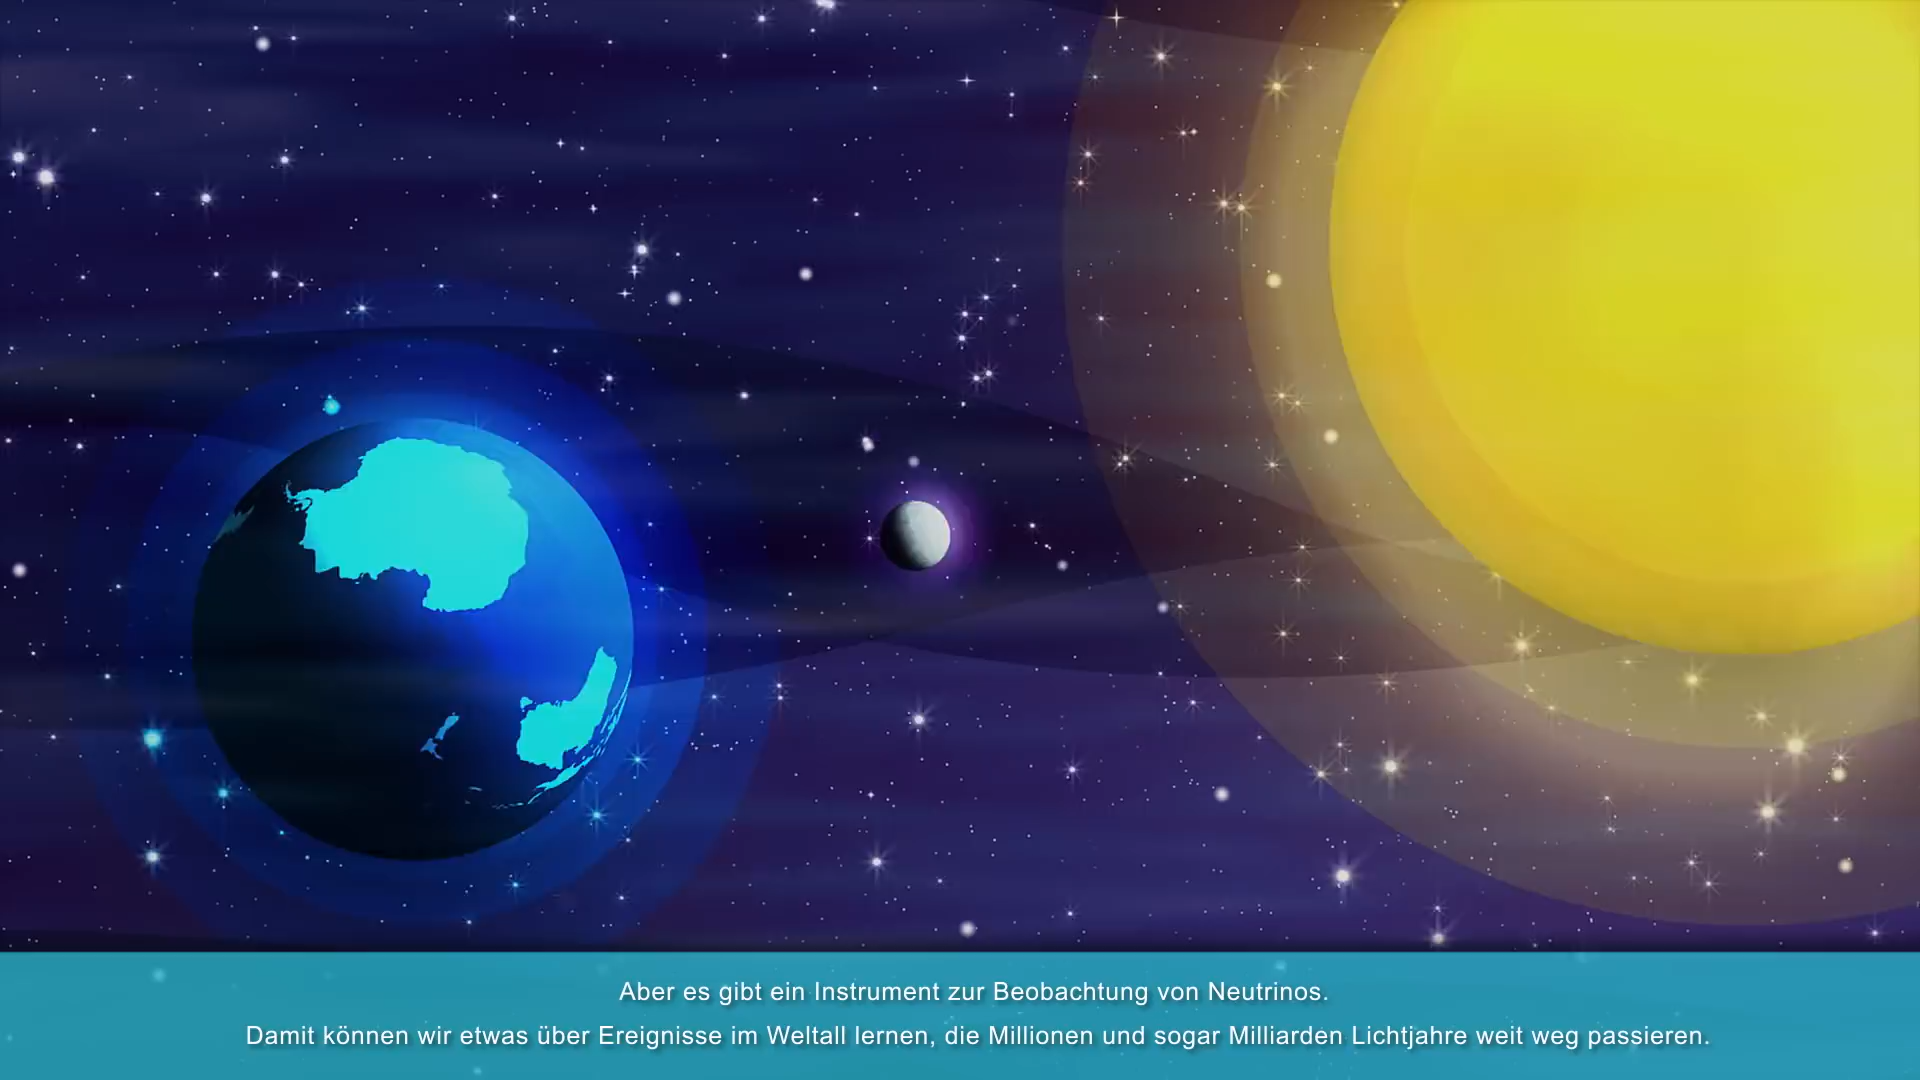 Aber es gibt ein Instrument zur Beobachtung von Neutrinos.
Damit können wir etwas über Ereignisse im Weltall lernen, die Millionen und sogar Milliarden Lichtjahre weit weg passieren.